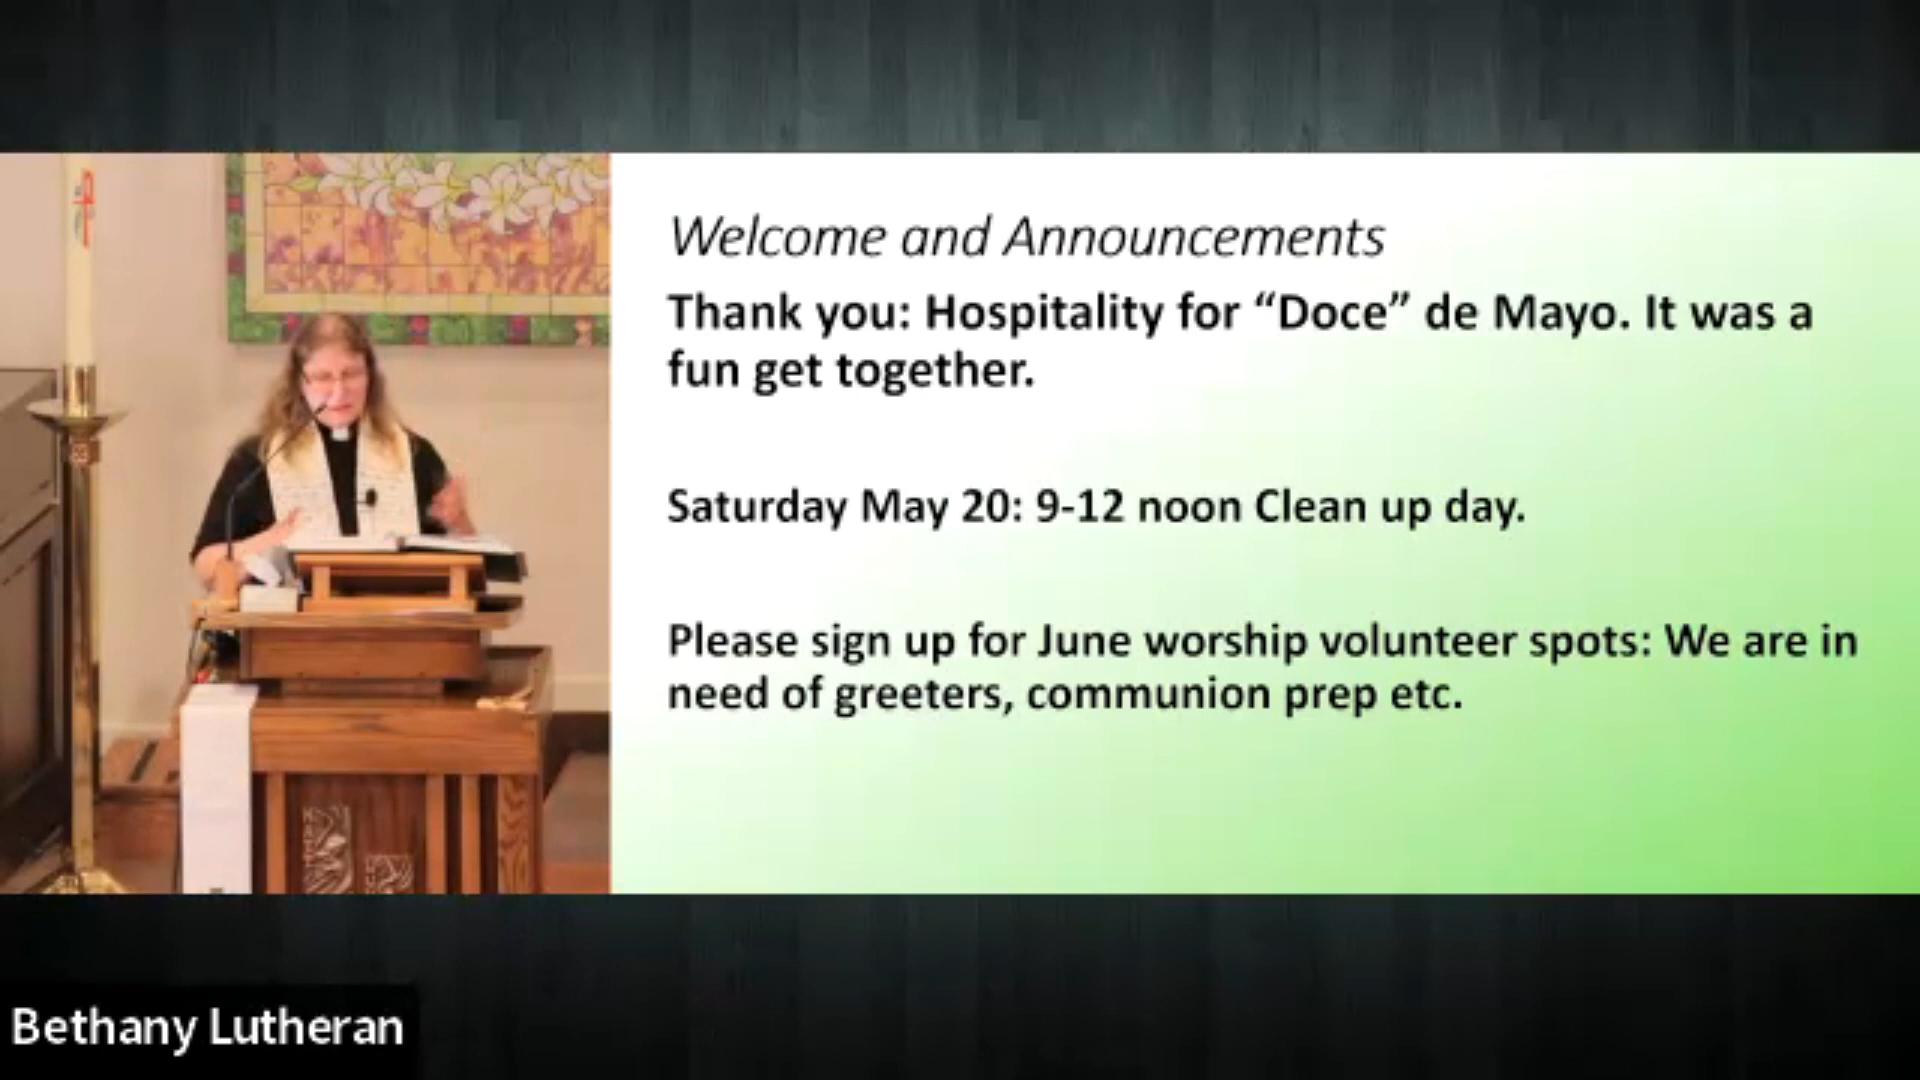 Welcome and Announcements
Thank you: Hospitality for “Doce” de Mayo. It was a
fun get together.
Saturday May 20: 9-12 noon Clean up day.
Please sign up for June worship volunteer spots: We are in
need of greeters, communion prep etc.
Bethany Lutheran